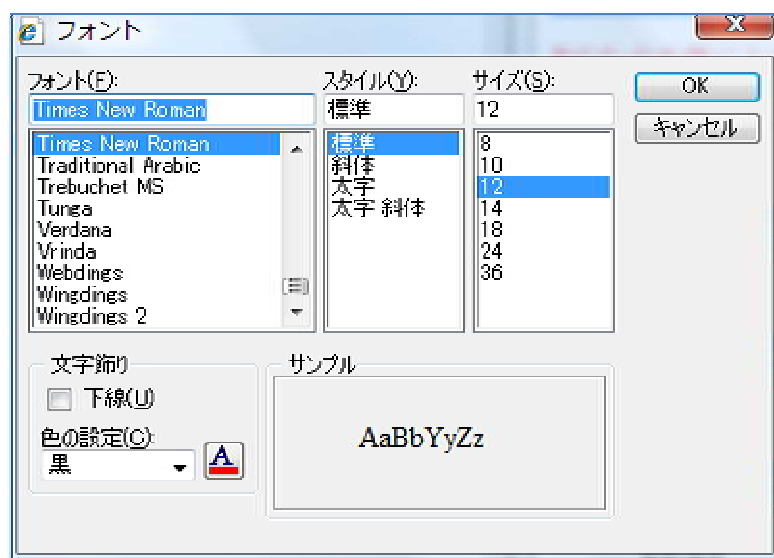 フォント
フォント(F):
スタイル(Y):
サイズ(S):
Times New Roman
標準
12
OK
キャンセル
Times New Roman
Traditional Arabic
Trebuchet MS
Tunga
Verdana
Vrinda
Webdings
Wingdings
Wingdings 2
標準
斜体
太字
太字 斜体
8
10
12
14
18
24
36
文字飾り
下線(U)
色の設定(C):
黒
A
サンプル
AaBbYyZz